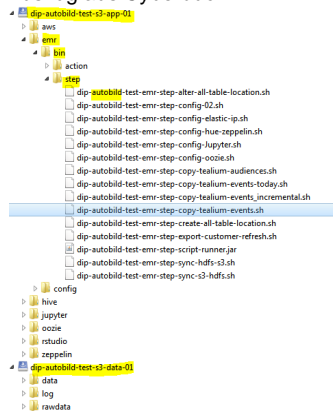 dip-autobild-test-s3-app-01
aws
emr
bin
action
step
dip-autobild-test-emr-step-alter-all-table-location.sh
dip-autobild-test-emr-step-config-02.sh
dip-autobild-test-emr-step-config-elastic-ip.sh
dip-autobild-test-emr-step-config-hue-zeppelin.sh
dip-autobild-test-emr-step-config-Jupyter.sh
dip-autobild-test-emr-step-config-oozie.sh
dip-autobild-test-emr-step-copy-tealium-audiences.sh
dip-autobild-test-emr-step-copy-tealium-events-today.sh
dip-autobild-test-emr-step-copy-tealium-events_incremental.sh
dip-autobild-test-emr-step-copy-tealium-events.sh
dip-autobild-test-emr-step-create-all-table-location.sh
dip-autobild-test-emr-step-export-customer-refresh.sh
dip-autobild-test-emr-step-script-runner.jar
dip-autobild-test-emr-step-sync-hdfs-s3.sh
dip-autobild-test-emr-step-sync-s3-hdfs.sh
config
hive
jupyter
oozie
rstudio
zeppelin
dip-autobild-test-s3-data-01
data
log
rawdata